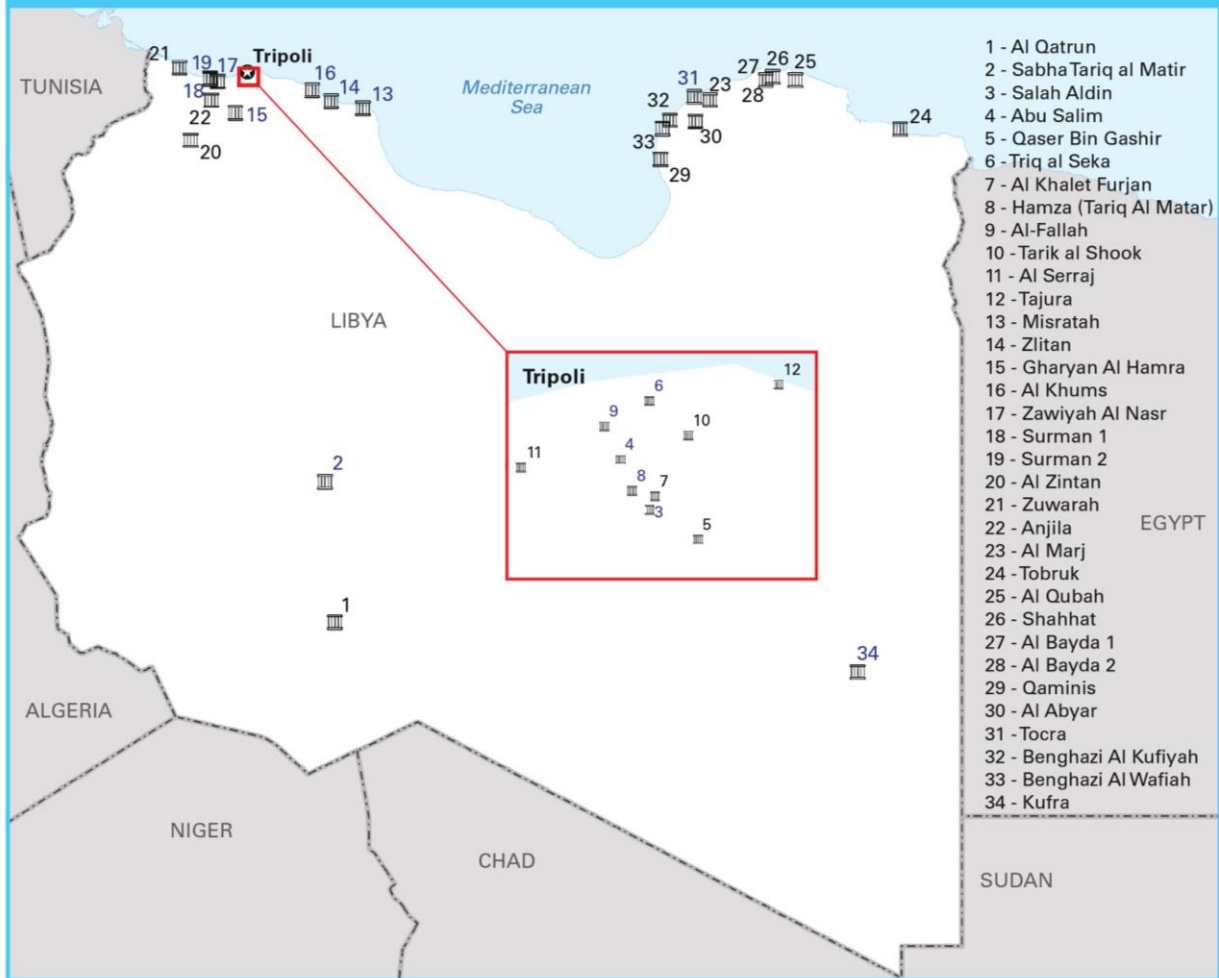 21
19
17
Tripoli
18
22
15
20
16
14
13
TUNISIA
Mediterranean
Sea
31
23
32
33
30
29
27
26
25
28
24
LIBYA
Tripoli
12
6
9
10
4
11
8
7
3
5
2
1
34
ALGERIA
NIGER
CHAD
EGYPT
SUDAN
1 - Al Qatrun
2 - Sabha Tariq al Matir
3 - Salah Aldin
4 - Abu Salim
5 - Qaser Bin Gashir
6 - Triq al Seka
7 - Al Khalet Furjan
8 - Hamza (Tariq Al Matar)
9 - Al-Fallah
10 - Tarik al Shook
11 - Al Serraj
12 - Tajura
13 - Misratah
14 - Zlitan
15 - Gharyan Al Hamra
16 - Al Khums
17 - Zawiyah Al Nasr
18 - Surman 1
19 - Surman 2
20 - Al Zintan
21 - Zuwarah
22 - Anjila
23 - Al Marj
24 - Tobruk
25 - Al Qubah
26 - Shahhat
27 - Al Bayda 1
28 - Al Bayda 2
29 - Qaminis
30 - Al Abyar
31 - Tocra
32 - Benghazi Al Kufiyah
33 - Benghazi Al Wafiah
34 - Kufra